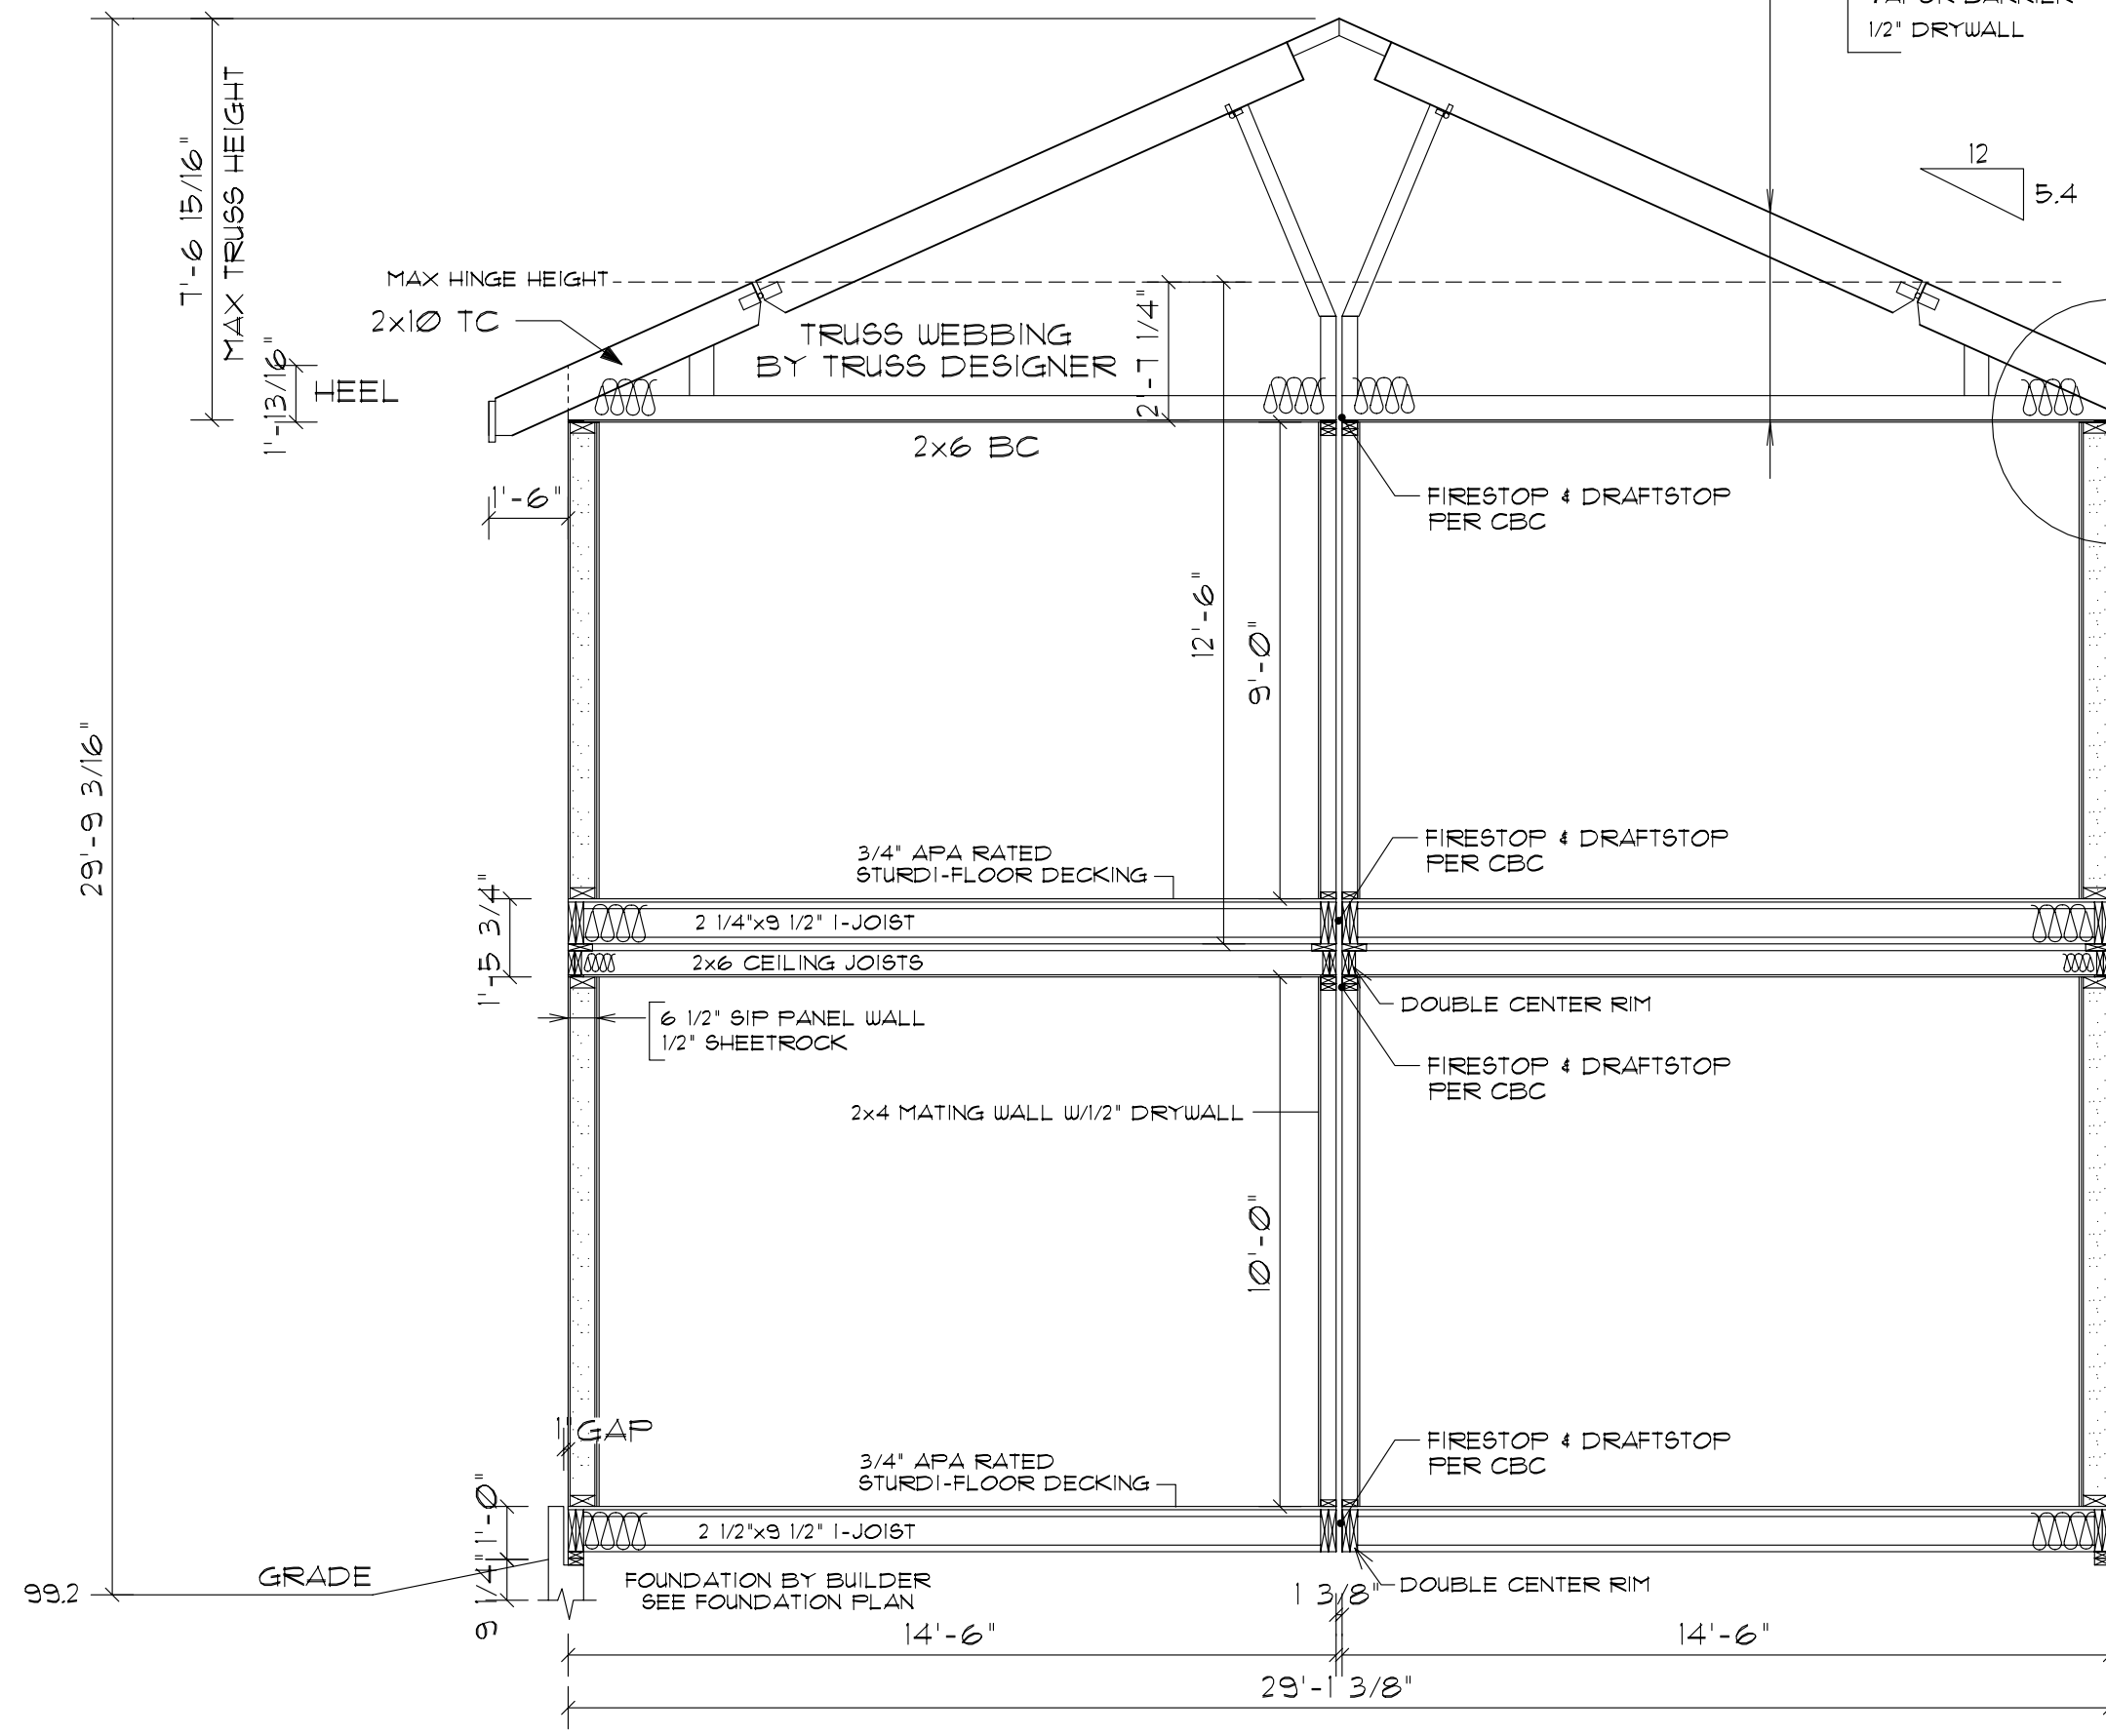 VAPOR BARRIER
1/2" DRYWALL
12
5.4
7'-6 15/16"
MAX TRUSS HEIGHT
MAX HINGE HEIGHT
2x10 TC
TRUSS WEBBING
BY TRUSS DESIGNER
2'-7 1/4"
1'-13/16"
HEEL
2x6 BC
1'-6"
FIRESTOP & DRAFTSTOP
PER CBC
12'-6"
9'-0"
29'-9 3/16"
3/4" APA RATED
STURDI-FLOOR DECKING
FIRESTOP & DRAFTSTOP
PER CBC
1'-5 3/4"
2 1/4"x9 1/2" I-JOIST
2x6 CEILING JOISTS
DOUBLE CENTER RIM
6 1/2" SIP PANEL WALL
1/2" SHEETROCK
FIRESTOP & DRAFTSTOP
PER CBC
2x4 MATING WALL W/1/2" DRYWALL
10'-0"
1" GAP
3/4" APA RATED
STURDI-FLOOR DECKING
FIRESTOP & DRAFTSTOP
PER CBC
1'-0"
2 1/2"x9 1/2" I-JOIST
9 1/4"
GRADE
99.2
FOUNDATION BY BUILDER
SEE FOUNDATION PLAN
DOUBLE CENTER RIM
1 3/8"
14'-6"
14'-6"
29'-1 3/8"